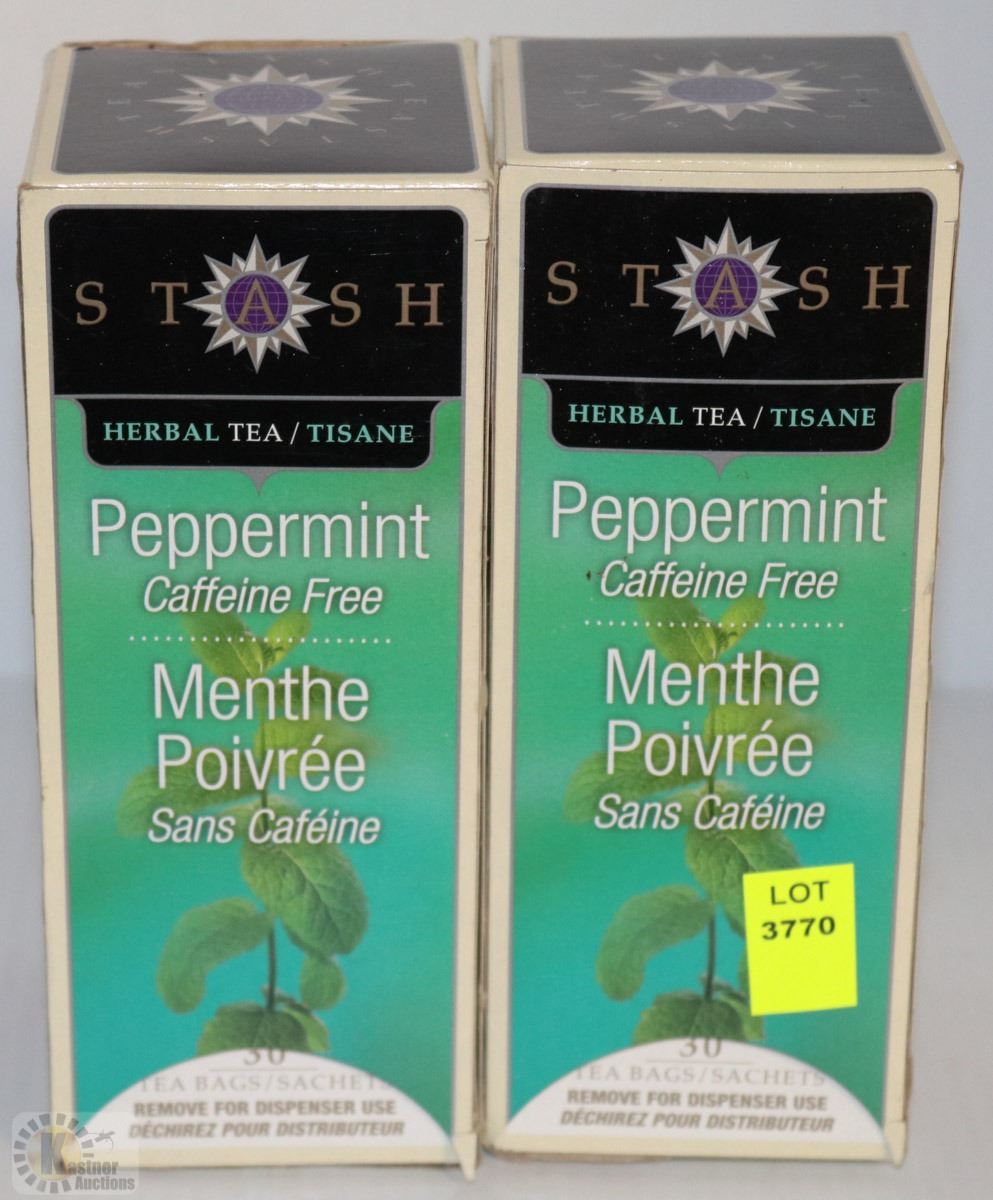 STASH
HERBAL TEA / TISANE
Peppermint
Caffeine Free
Menthe
Poivrée
Sans Caféine
30
TEA BAGS/SACHETS
REMOVE FOR DISPENSER USE
DÉCHIREZ POUR DISTRIBUTEUR
STASH
HERBAL TEA / TISANE
Peppermint
Caffeine Free
Menthe
Poivrée
Sans Caféine
LOT
3770
30
TEA BAGS/SACHETS
REMOVE FOR DISPENSER USE
DÉCHIREZ POUR DISTRIBUTEUR
Kastner
Auctions